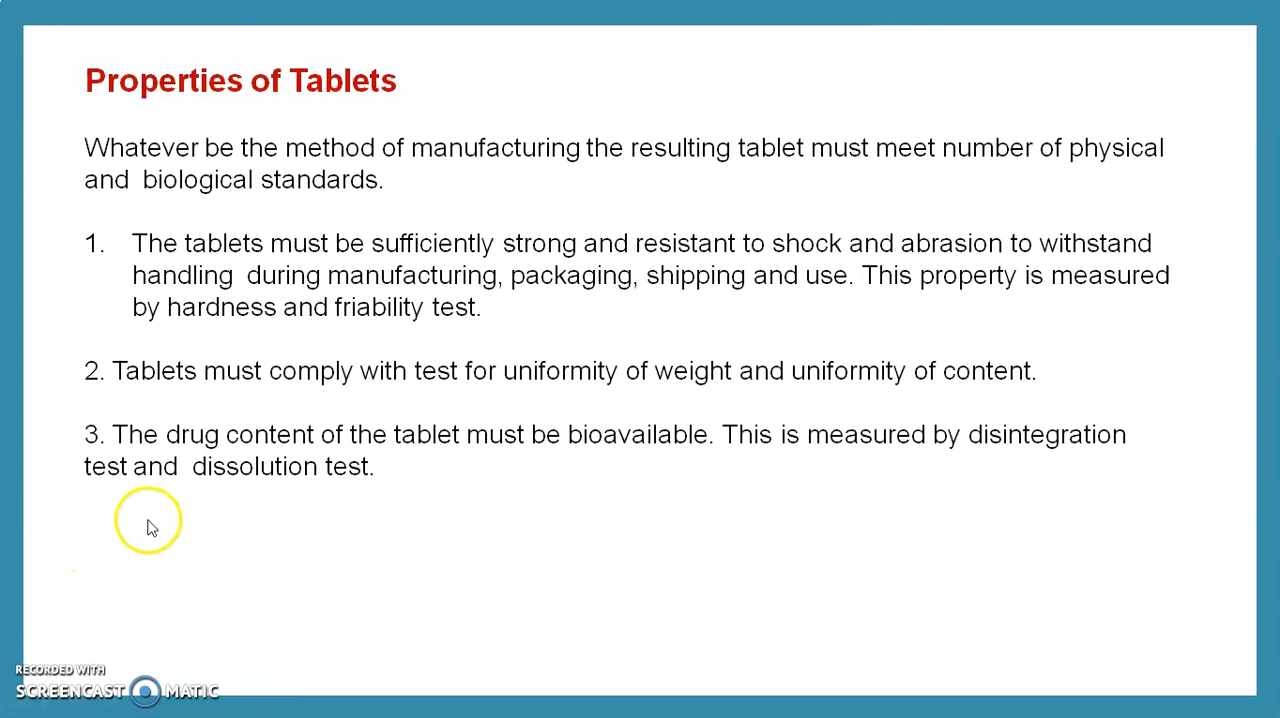 Properties of Tablets
Whatever be the method of manufacturing the resulting tablet must meet number of physical
and biological standards.
1. The tablets must be sufficiently strong and resistant to shock and abrasion to withstand
handling during manufacturing, packaging, shipping and use. This property is measured
by hardness and friability test.
2. Tablets must comply with test for uniformity of weight and uniformity of content.
3. The drug content of the tablet must be bioavailable. This is measured by disintegration
test and dissolution test.
RECORDED WITH
SCREENCAST MATIC